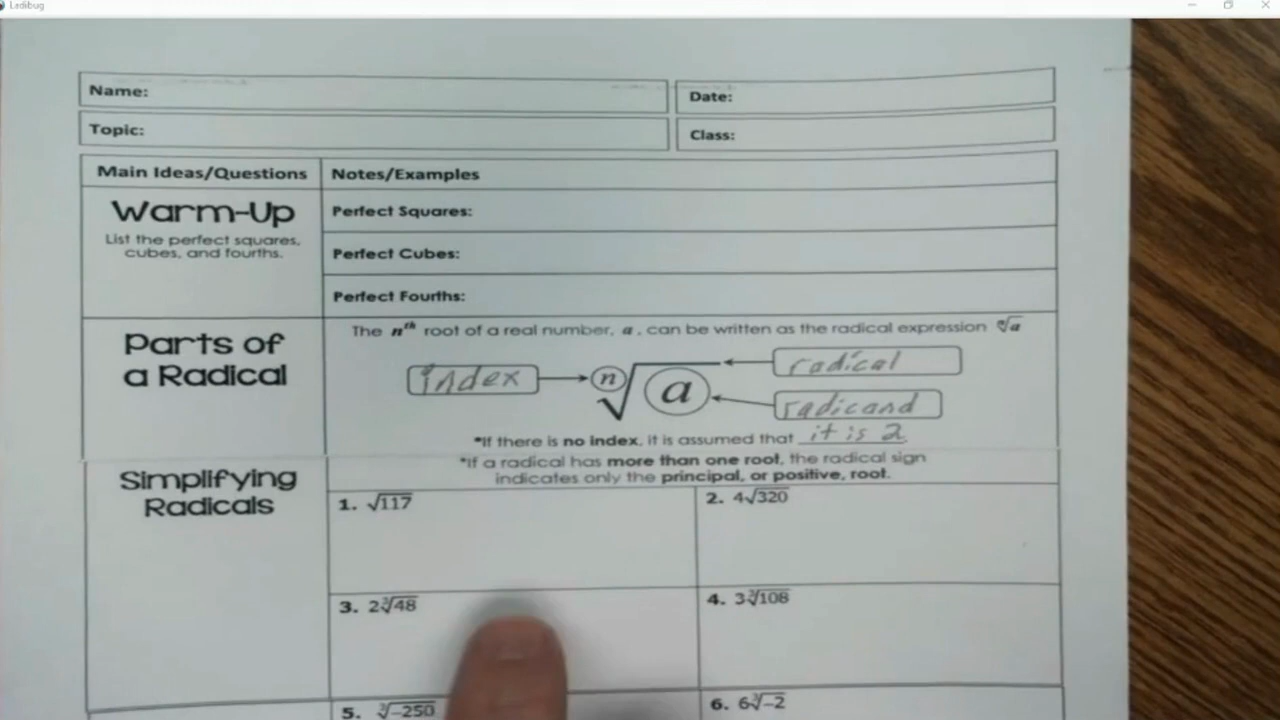 Ladibug
Name:
Date:
Topic:
Class:
Main Ideas/Questions
Notes/Examples
Warm-Up
List the perfect squares,
cubes, and fourths.
Perfect Squares:
Perfect Cubes:
Perfect Fourths:
Parts of
a Radical
The nᵗʰ root of a real number, a, can be written as the radical expression ⁿ√a
index
n
a
radical
radicand
*If there is no index, it is assumed that it is 2
Simplifying
Radicals
*If a radical has more than one root, the radical sign
indicates only the principal, or positive, root.
1. √117
2. 4√320
3. 2∛48
4. 3∛108
5. ∛-250
6. 6∛-2